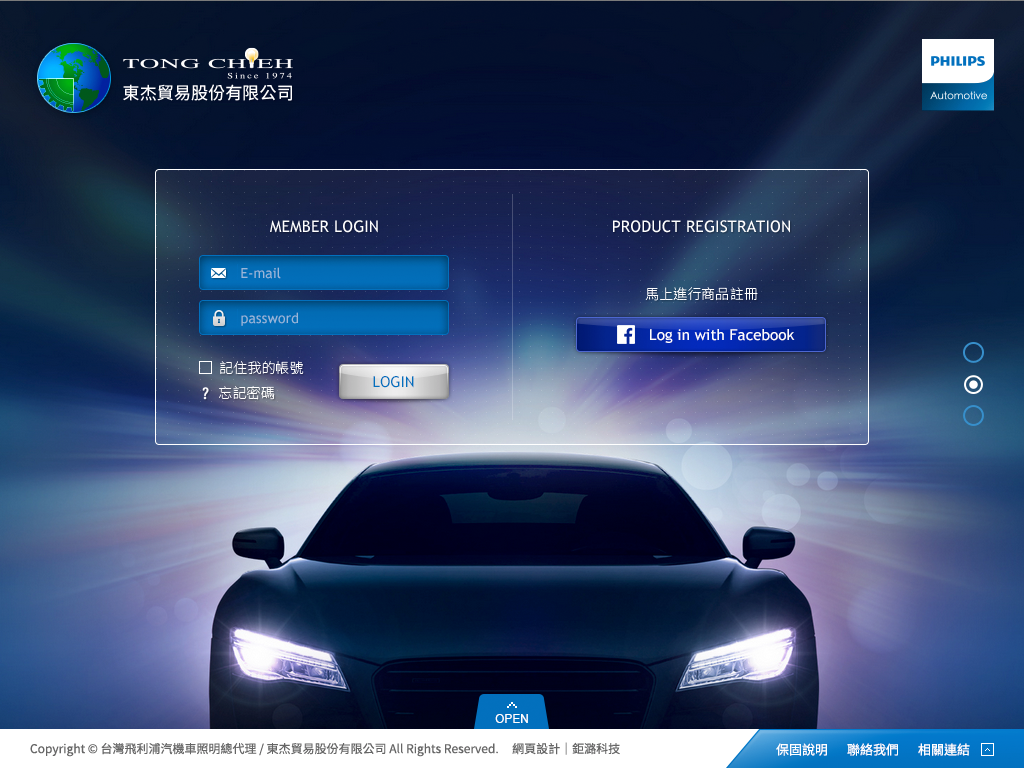 TONG CHIEH
Since 1974
東杰貿易股份有限公司
PHILIPS
Automotive
MEMBER LOGIN
E-mail
password
記住我的帳號
? 忘記密碼
LOGIN
PRODUCT REGISTRATION
馬上進行商品註冊
Log in with Facebook
OPEN
Copyright © 台灣飛利浦汽機車照明總代理 / 東杰貿易股份有限公司 All Rights Reserved. 網頁設計｜鉅潞科技
保固說明 聯絡我們 相關連結